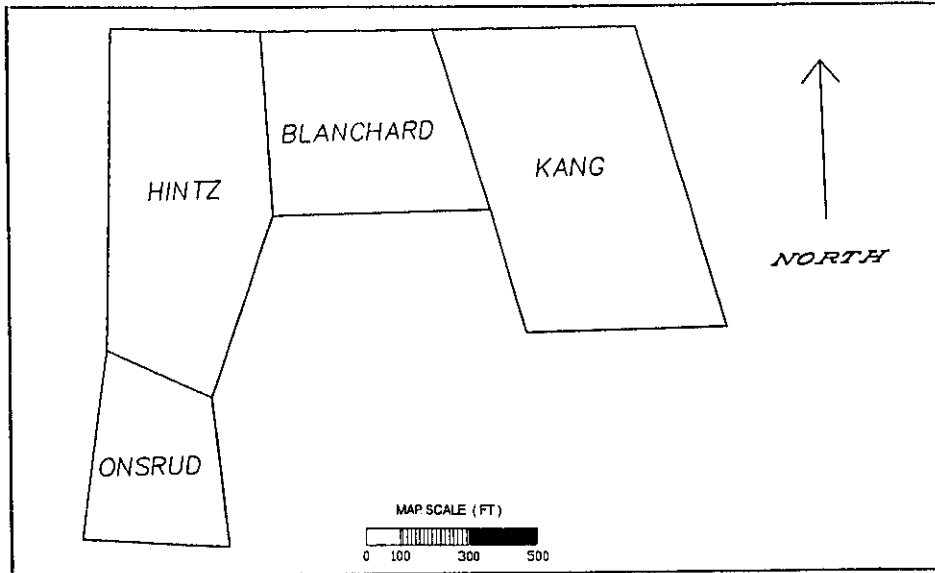 BLANCHARD
HINTZ
KANG
NORTH
ONSRUD
MAP SCALE (FT)
0 100 300 500